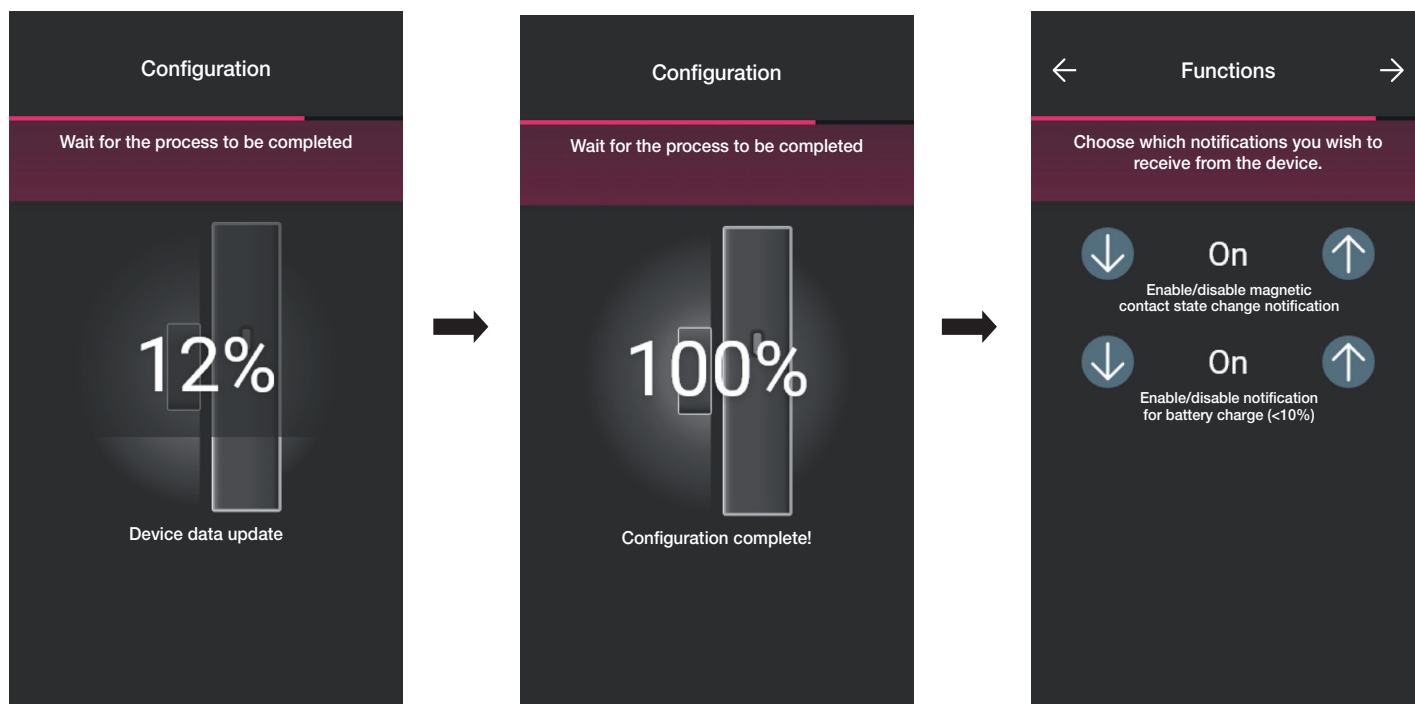 Configuration
Wait for the process to be completed
12%
Device data update
Configuration
Wait for the process to be completed
100%
Configuration complete!
Functions
Choose which notifications you wish to
receive from the device.
On
Enable/disable magnetic
contact state change notification
On
Enable/disable notification
for battery charge (<10%)